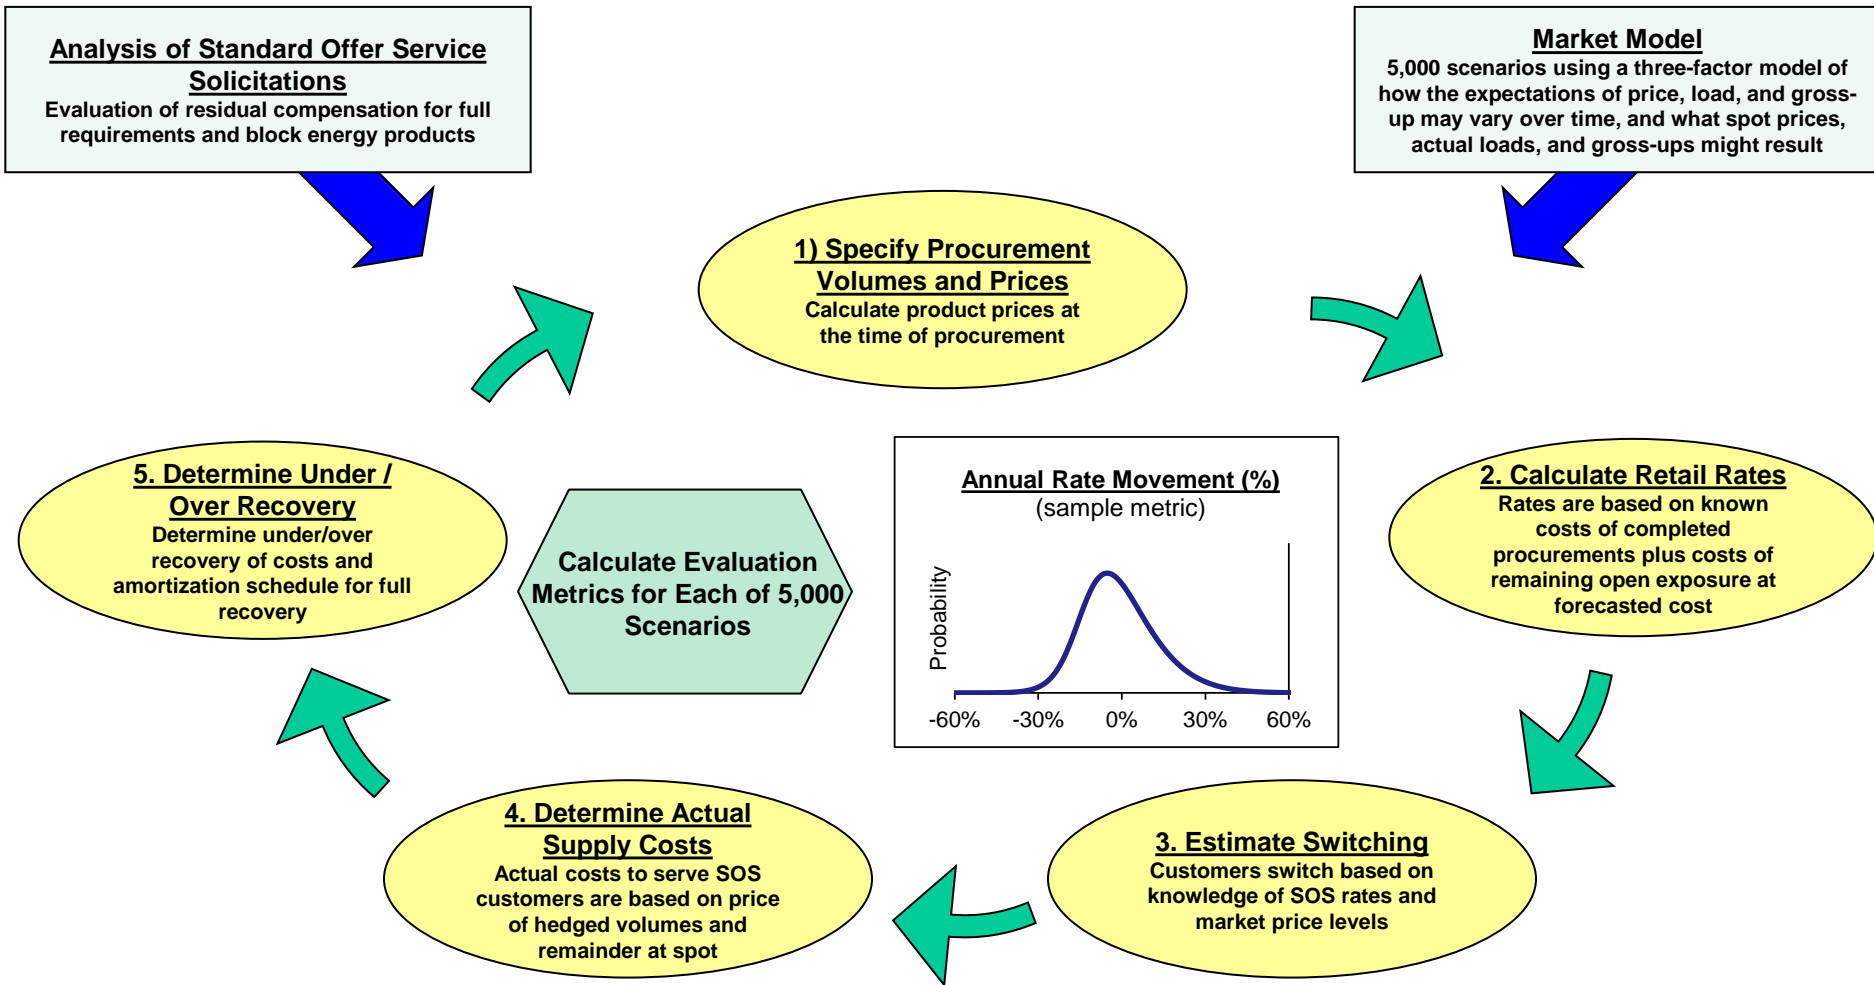 Analysis of Standard Offer Service
Solicitations
Evaluation of residual compensation for full
requirements and block energy products
Market Model
5,000 scenarios using a three-factor model of
how the expectations of price, load, and gross-
up may vary over time, and what spot prices,
actual loads, and gross-ups might result
1) Specify Procurement
Volumes and Prices
Calculate product prices at
the time of procurement
5. Determine Under /
Over Recovery
Determine under/over
recovery of costs and
amortization schedule for full
recovery
Calculate Evaluation
Metrics for Each of 5,000
Scenarios
Annual Rate Movement (%)
(sample metric)
Probability
-60% -30% 0% 30% 60%
2. Calculate Retail Rates
Rates are based on known
costs of completed
procurements plus costs of
remaining open exposure at
forecasted cost
4. Determine Actual
Supply Costs
Actual costs to serve SOS
customers are based on price
of hedged volumes and
remainder at spot
3. Estimate Switching
Customers switch based on
knowledge of SOS rates and
market price levels